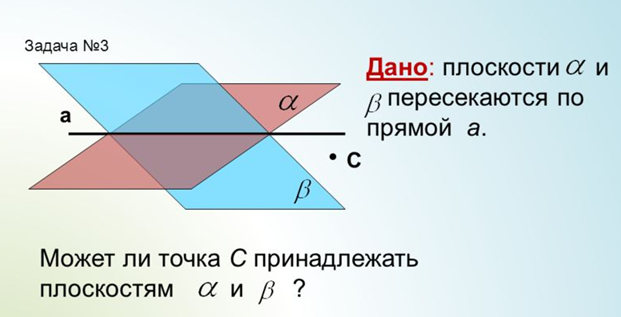 Задача №3
Дано: плоскости α и
β пересекаются по
прямой a.
a
α
C
β
Может ли точка C принадлежать
плоскостям α и β ?